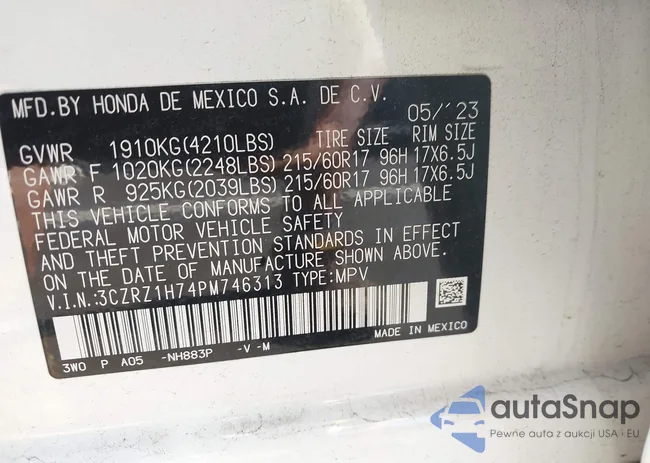 MFD.BY HONDA DE MEXICO S.A. DE C.V. 05/'23
GVWR 1910KG(4210LBS) TIRE SIZE RIM SIZE
GAWR F 1020KG(2248LBS) 215/60R17 96H 17X6.5J
GAWR R 925KG(2039LBS) 215/60R17 96H 17X6.5J
THIS VEHICLE CONFORMS TO ALL APPLICABLE
FEDERAL MOTOR VEHICLE SAFETY
AND THEFT PREVENTION STANDARDS IN EFFECT
ON THE DATE OF MANUFACTURE SHOWN ABOVE.
V.I.N.:3CZRZ1H74PM746313 TYPE:MPV
3WO P A05 -NH883P -V -M MADE IN MEXICO
autaSnap
Pewne auta z aukcji USA i EU